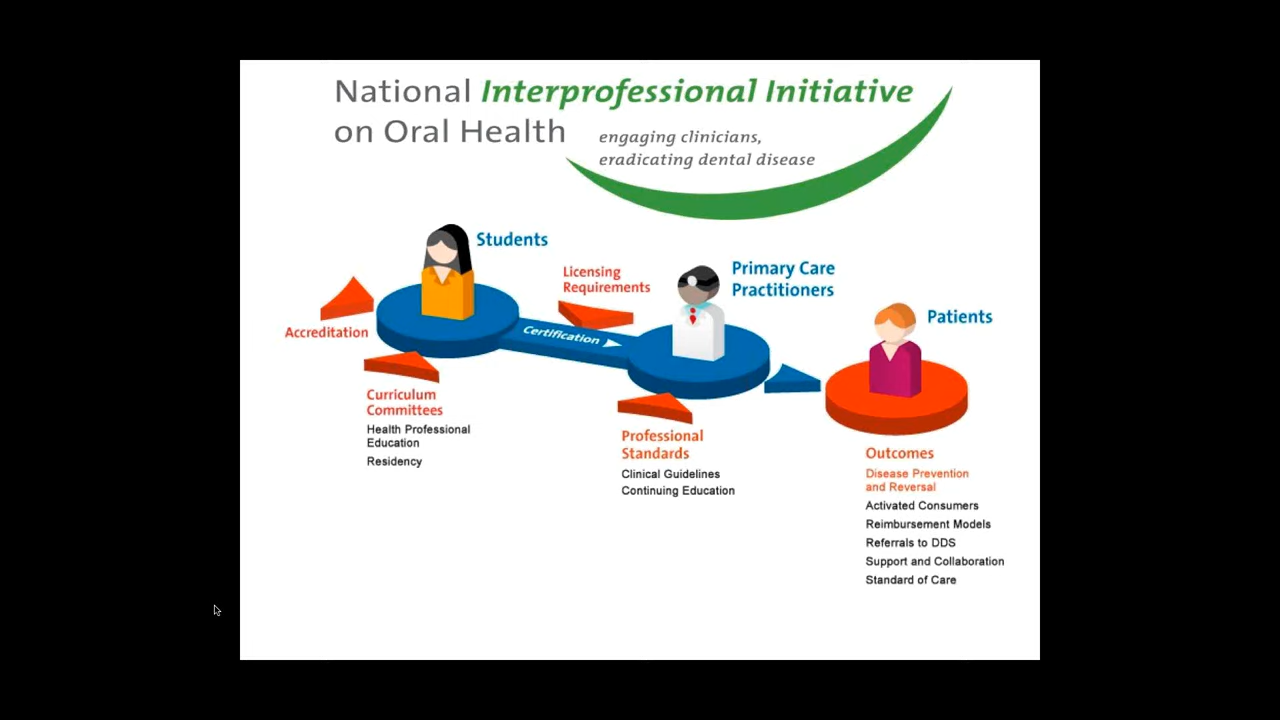 National Interprofessional Initiative
on Oral Health
engaging clinicians,
eradicating dental disease
Students
Licensing
Requirements
Primary Care
Practitioners
Patients
Accreditation
Certification
Curriculum
Committees
Health Professional
Education
Residency
Professional
Standards
Clinical Guidelines
Continuing Education
Outcomes
Disease Prevention
and Reversal
Activated Consumers
Reimbursement Models
Referrals to DDS
Support and Collaboration
Standard of Care